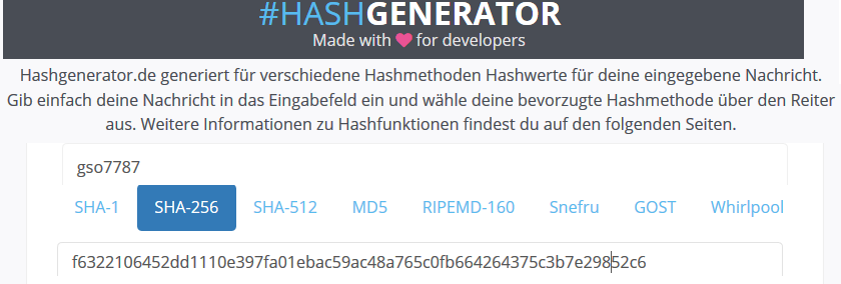 #HASHGENERATOR
Made with for developers
Hashgenerator.de generiert für verschiedene Hashmethoden Hashwerte für deine eingegebene Nachricht.
Gib einfach deine Nachricht in das Eingabefeld ein und wähle deine bevorzugte Hashmethode über den Reiter
aus. Weitere Informationen zu Hashfunktionen findest du auf den folgenden Seiten.
gso7787
SHA-1 SHA-256 SHA-512 MD5 RIPEMD-160 Snefru GOST Whirlpool
f6322106452dd1110e397fa01ebac59ac48a765c0fb664264375c3b7e29852c6